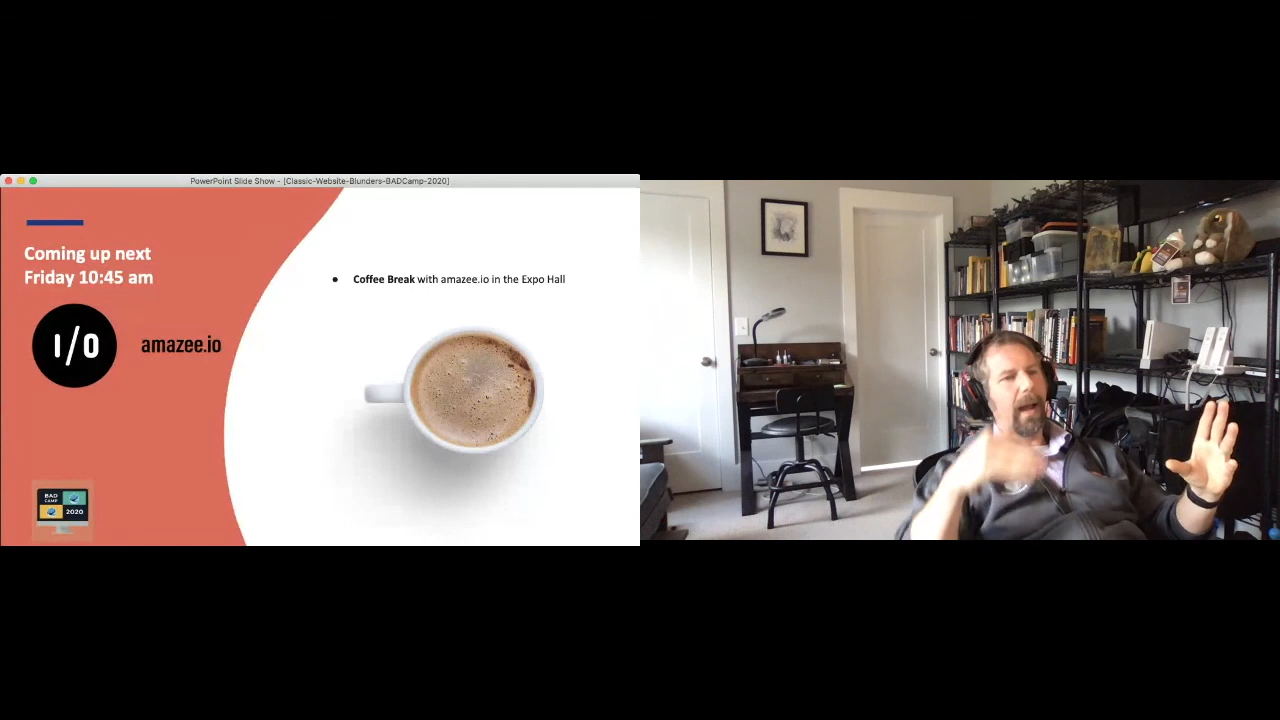 PowerPoint Slide Show - [Classic-Website-Blunders-BADCamp-2020]
Coming up next
Friday 10:45 am
I/O
amazee.io
BAD
CAMP
2020
● Coffee Break with amazee.io in the Expo Hall